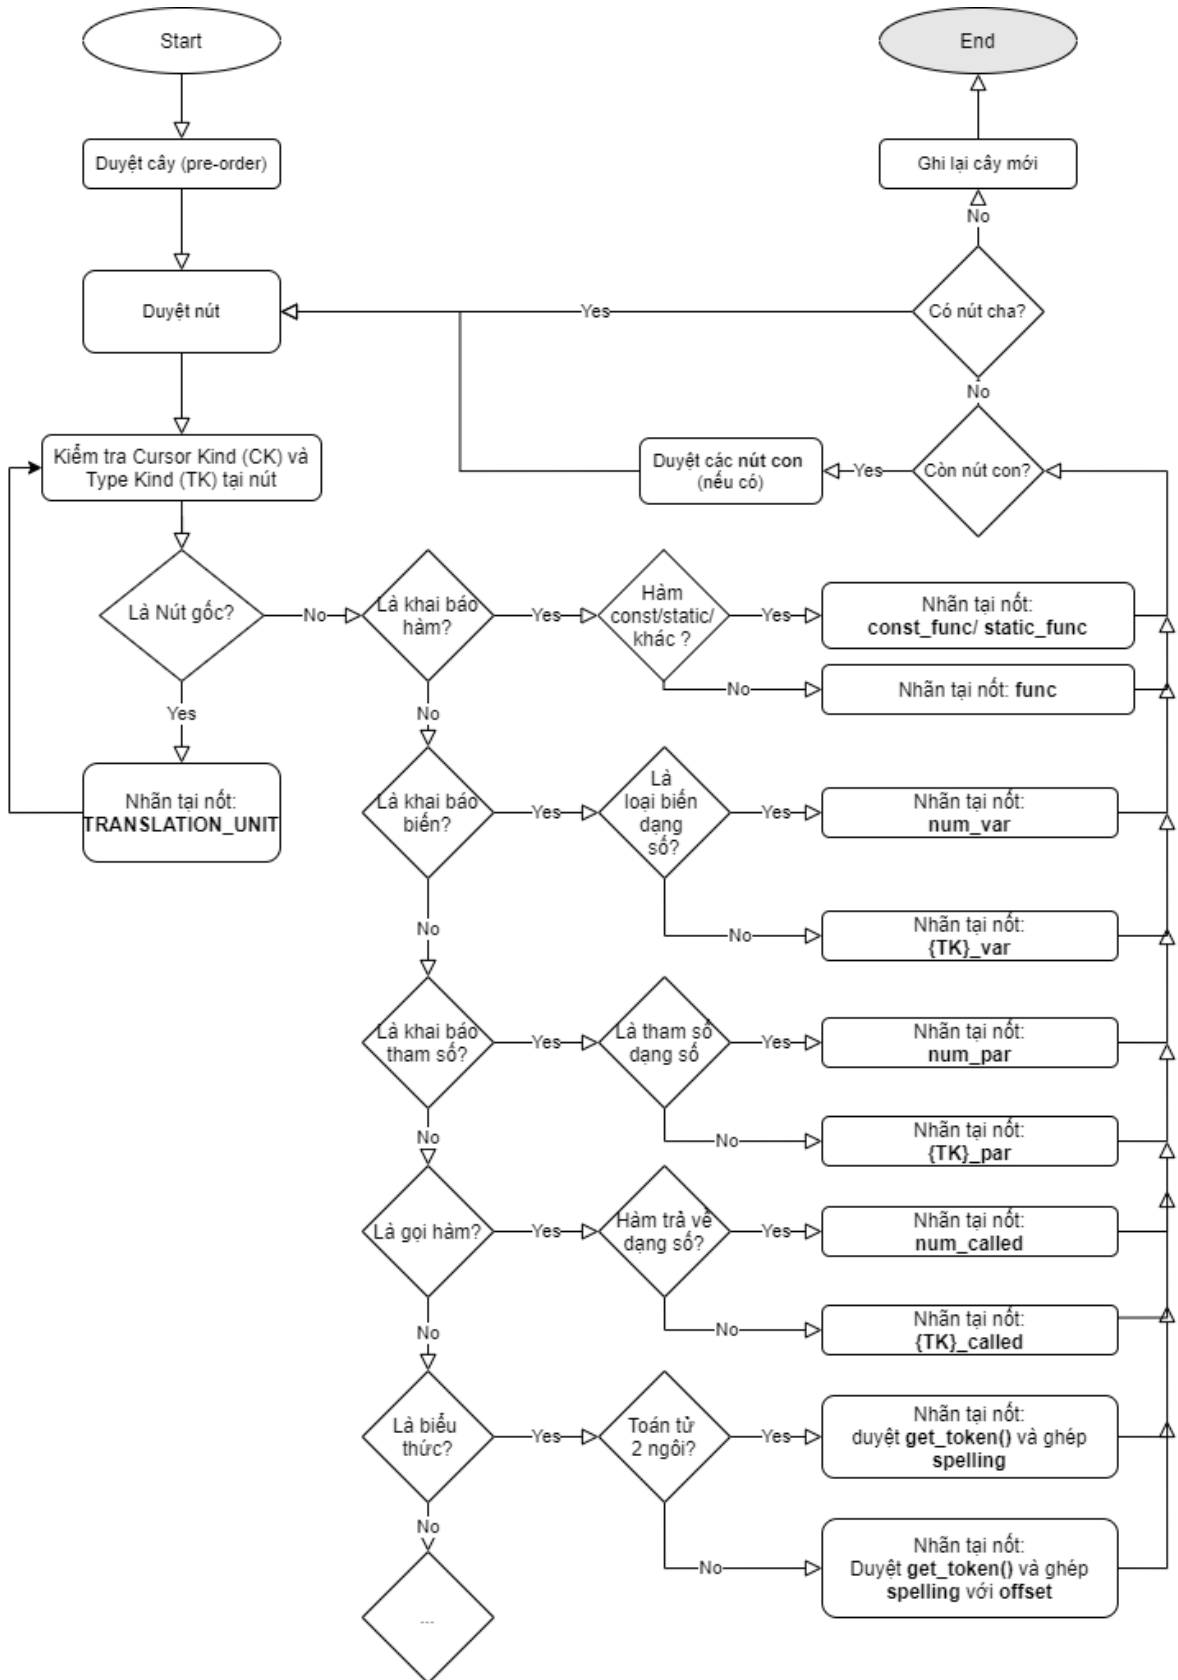 Start
End
Duyệt cây (pre-order)
Ghi lại cây mới
No
Duyệt nút
Yes
Có nút cha?
No
Kiểm tra Cursor Kind (CK) và
Type Kind (TK) tại nút
Duyệt các nút con
(nếu có)
Yes
Còn nút con?
Là Nút gốc?
No
Là khai báo
hàm?
Yes
Hàm
const/static/
khác ?
Yes
Nhãn tại nốt:
const_func/ static_func
No
Nhãn tại nốt: func
Yes
No
Nhãn tại nốt:
TRANSLATION_UNIT
Là khai báo
biến?
Yes
Là
loại biến
dạng
số?
Yes
Nhãn tại nốt:
num_var
No
No
Nhãn tại nốt:
{TK}_var
Là khai báo
tham số?
Yes
Là tham số
dạng số
Yes
Nhãn tại nốt:
num_par
No
No
Nhãn tại nốt:
{TK}_par
Là gọi hàm?
Yes
Hàm trả về
dạng số?
Yes
Nhãn tại nốt:
num_called
No
No
Nhãn tại nốt:
{TK}_called
Là biểu
thức?
Yes
Toán tử
2 ngôi?
Yes
Nhãn tại nốt:
duyệt get_token() và ghép
spelling
No
No
Nhãn tại nốt:
Duyệt get_token() và ghép
spelling với offset
...